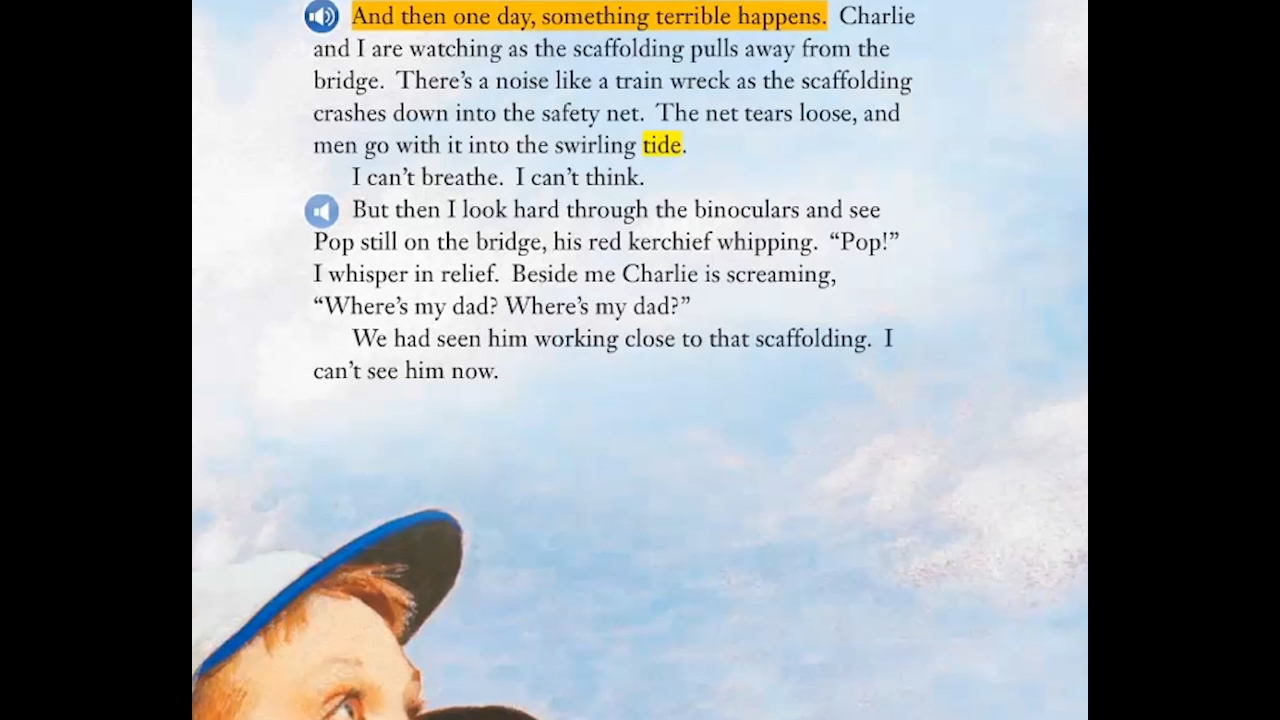 And then one day, something terrible happens. Charlie
and I are watching as the scaffolding pulls away from the
bridge. There’s a noise like a train wreck as the scaffolding
crashes down into the safety net. The net tears loose, and
men go with it into the swirling tide.
I can’t breathe. I can’t think.
But then I look hard through the binoculars and see
Pop still on the bridge, his red kerchief whipping. “Pop!”
I whisper in relief. Beside me Charlie is screaming,
“Where’s my dad? Where’s my dad?”
We had seen him working close to that scaffolding. I
can’t see him now.